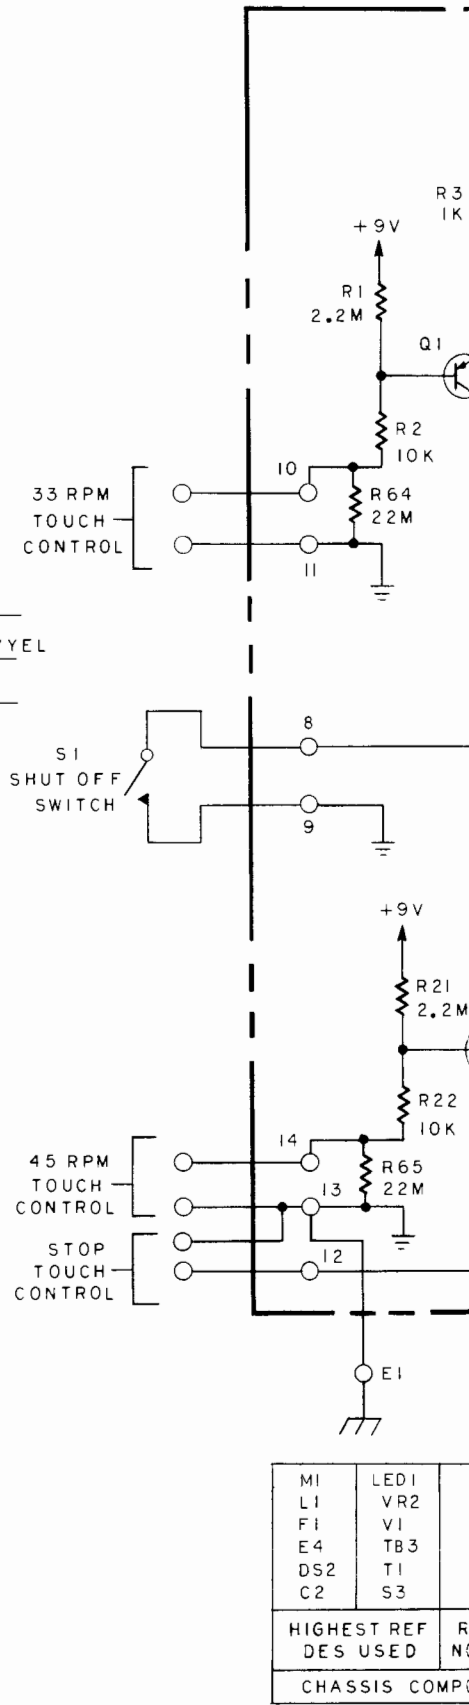 R3
1K
+9V
R1
2.2M
Q1
R2
10K
10
33 RPM
TOUCH
CONTROL
R64
22M
11
YEL
8
S1
SHUT OFF
SWITCH
9
+9V
R21
2.2M
R22
10K
14
45 RPM
TOUCH
CONTROL
R65
22M
13
STOP
TOUCH
CONTROL
12
E1
M1 LED1
L1 VR2
F1 V1
E4 TB3
DS2 T1
C2 S3
HIGHEST REF
DES USED
CHASSIS COMP